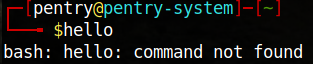 ┌─[pentry@pentry-system]─[~]
└──╼ $hello
bash: hello: command not found